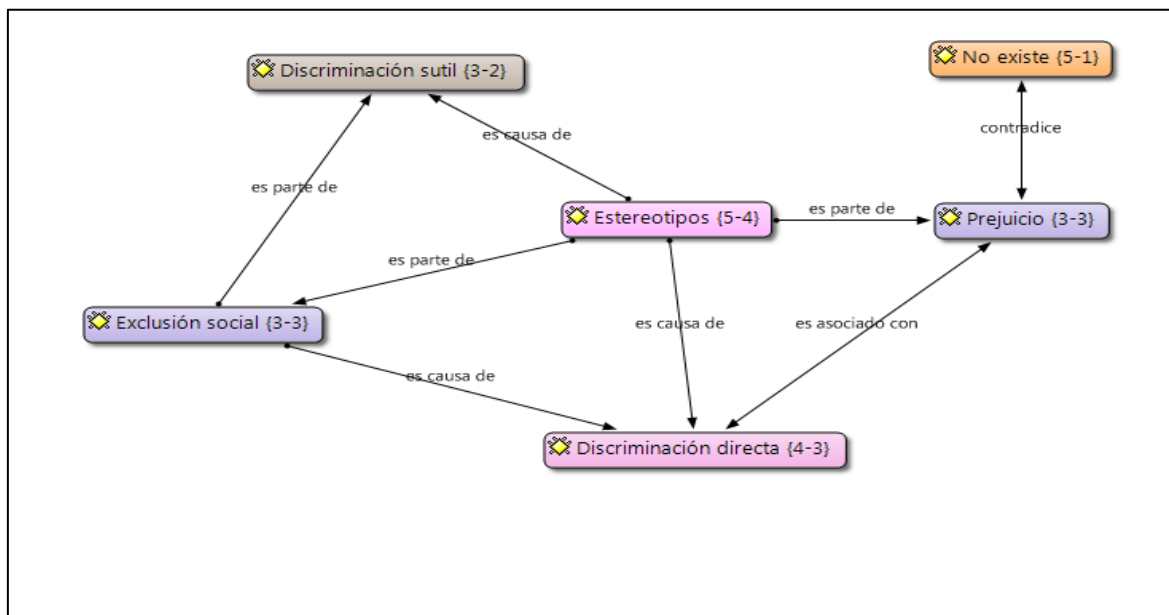 No existe {5-1}
Discriminación sutil {3-2}
contradice
es causa de
es parte de
Estereotipos {5-4}
es parte de
Prejuicio {3-3}
es parte de
Exclusión social {3-3}
es causa de
es asociado con
es causa de
Discriminación directa {4-3}